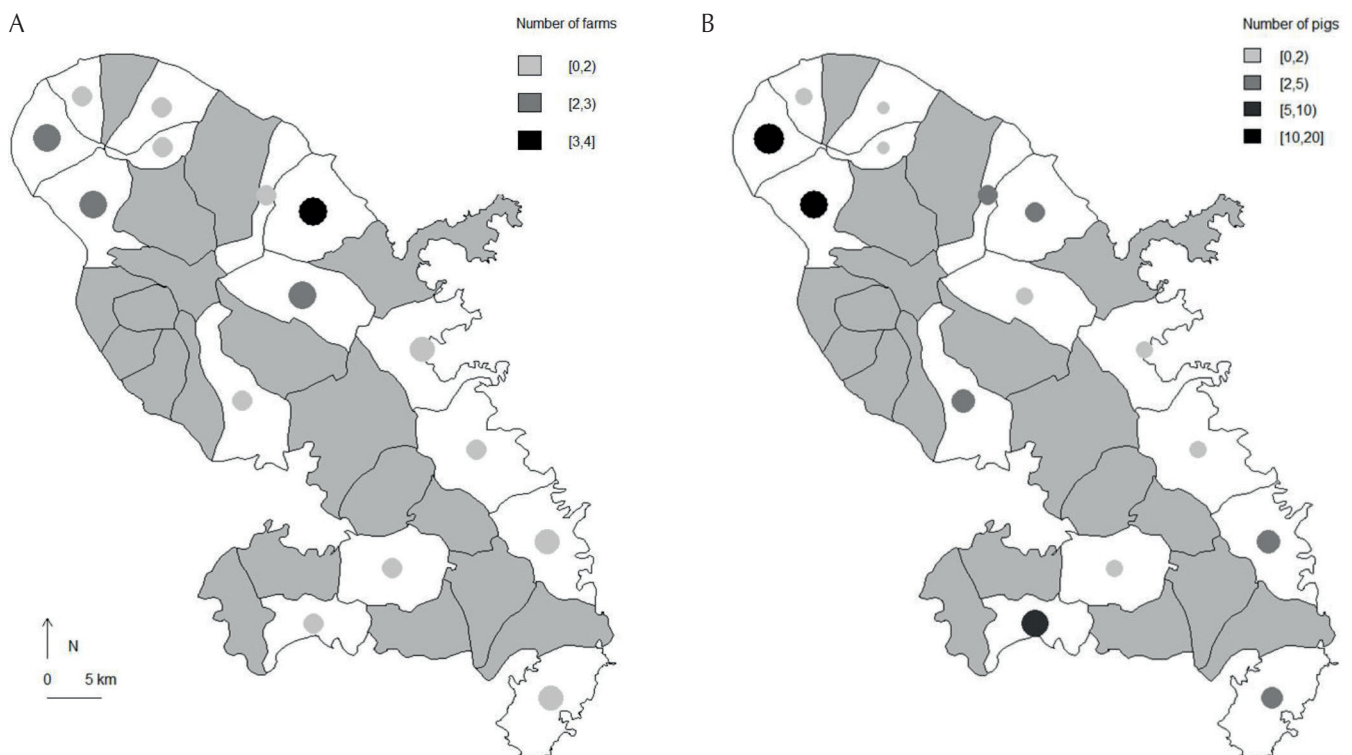 A
Number of farms
[0,2)
[2,3)
[3,4]
N
0 5 km
B
Number of pigs
[0,2)
[2,5)
[5,10)
[10,20]